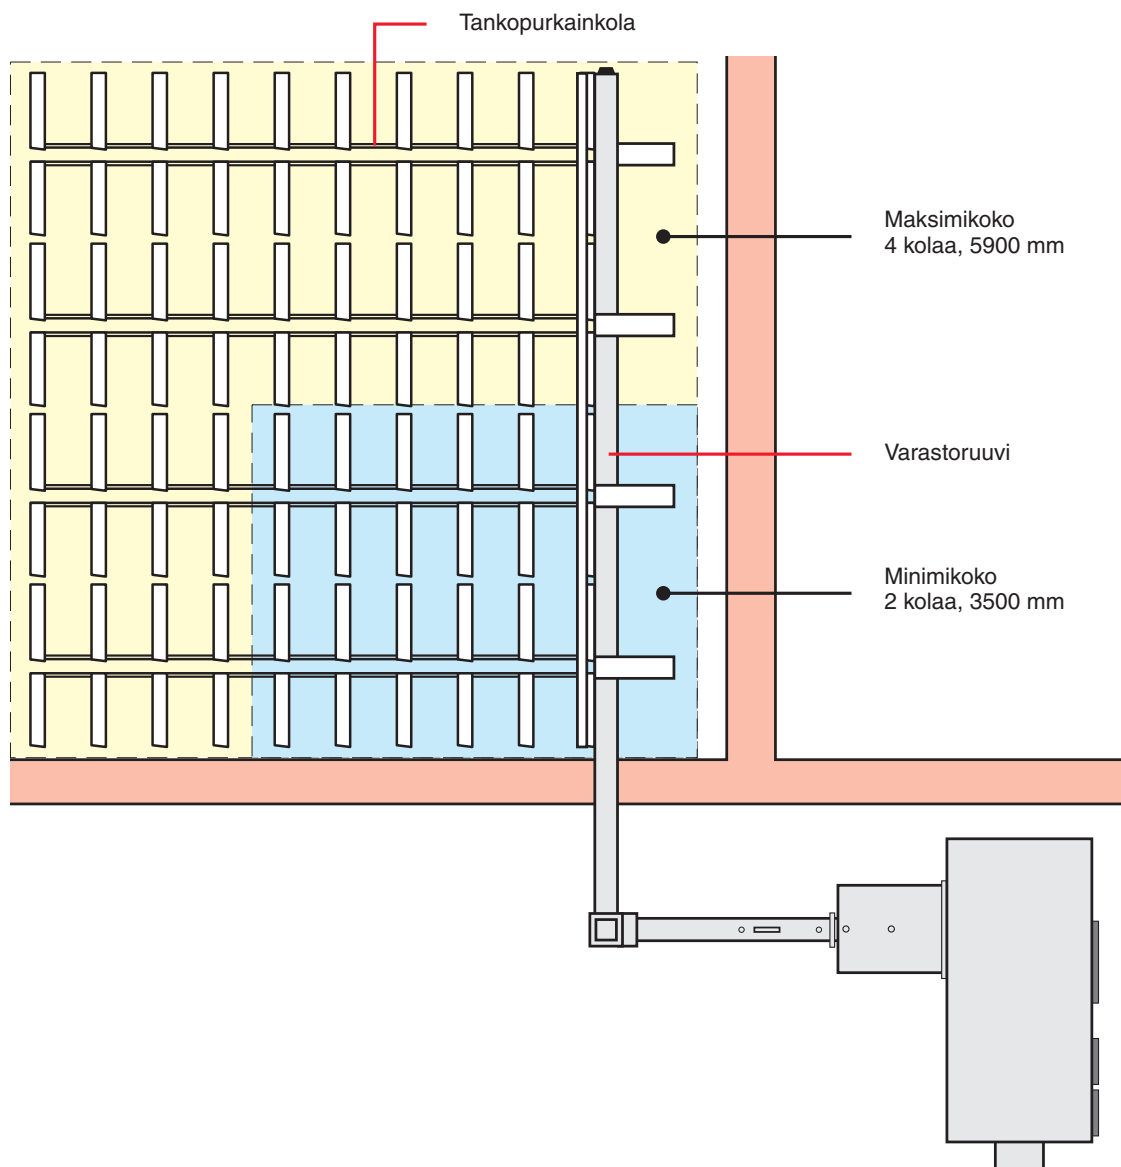 Tankopurkainkola
Maksimikoko
4 kolaa, 5900 mm
Varastoruuvi
Minimikoko
2 kolaa, 3500 mm